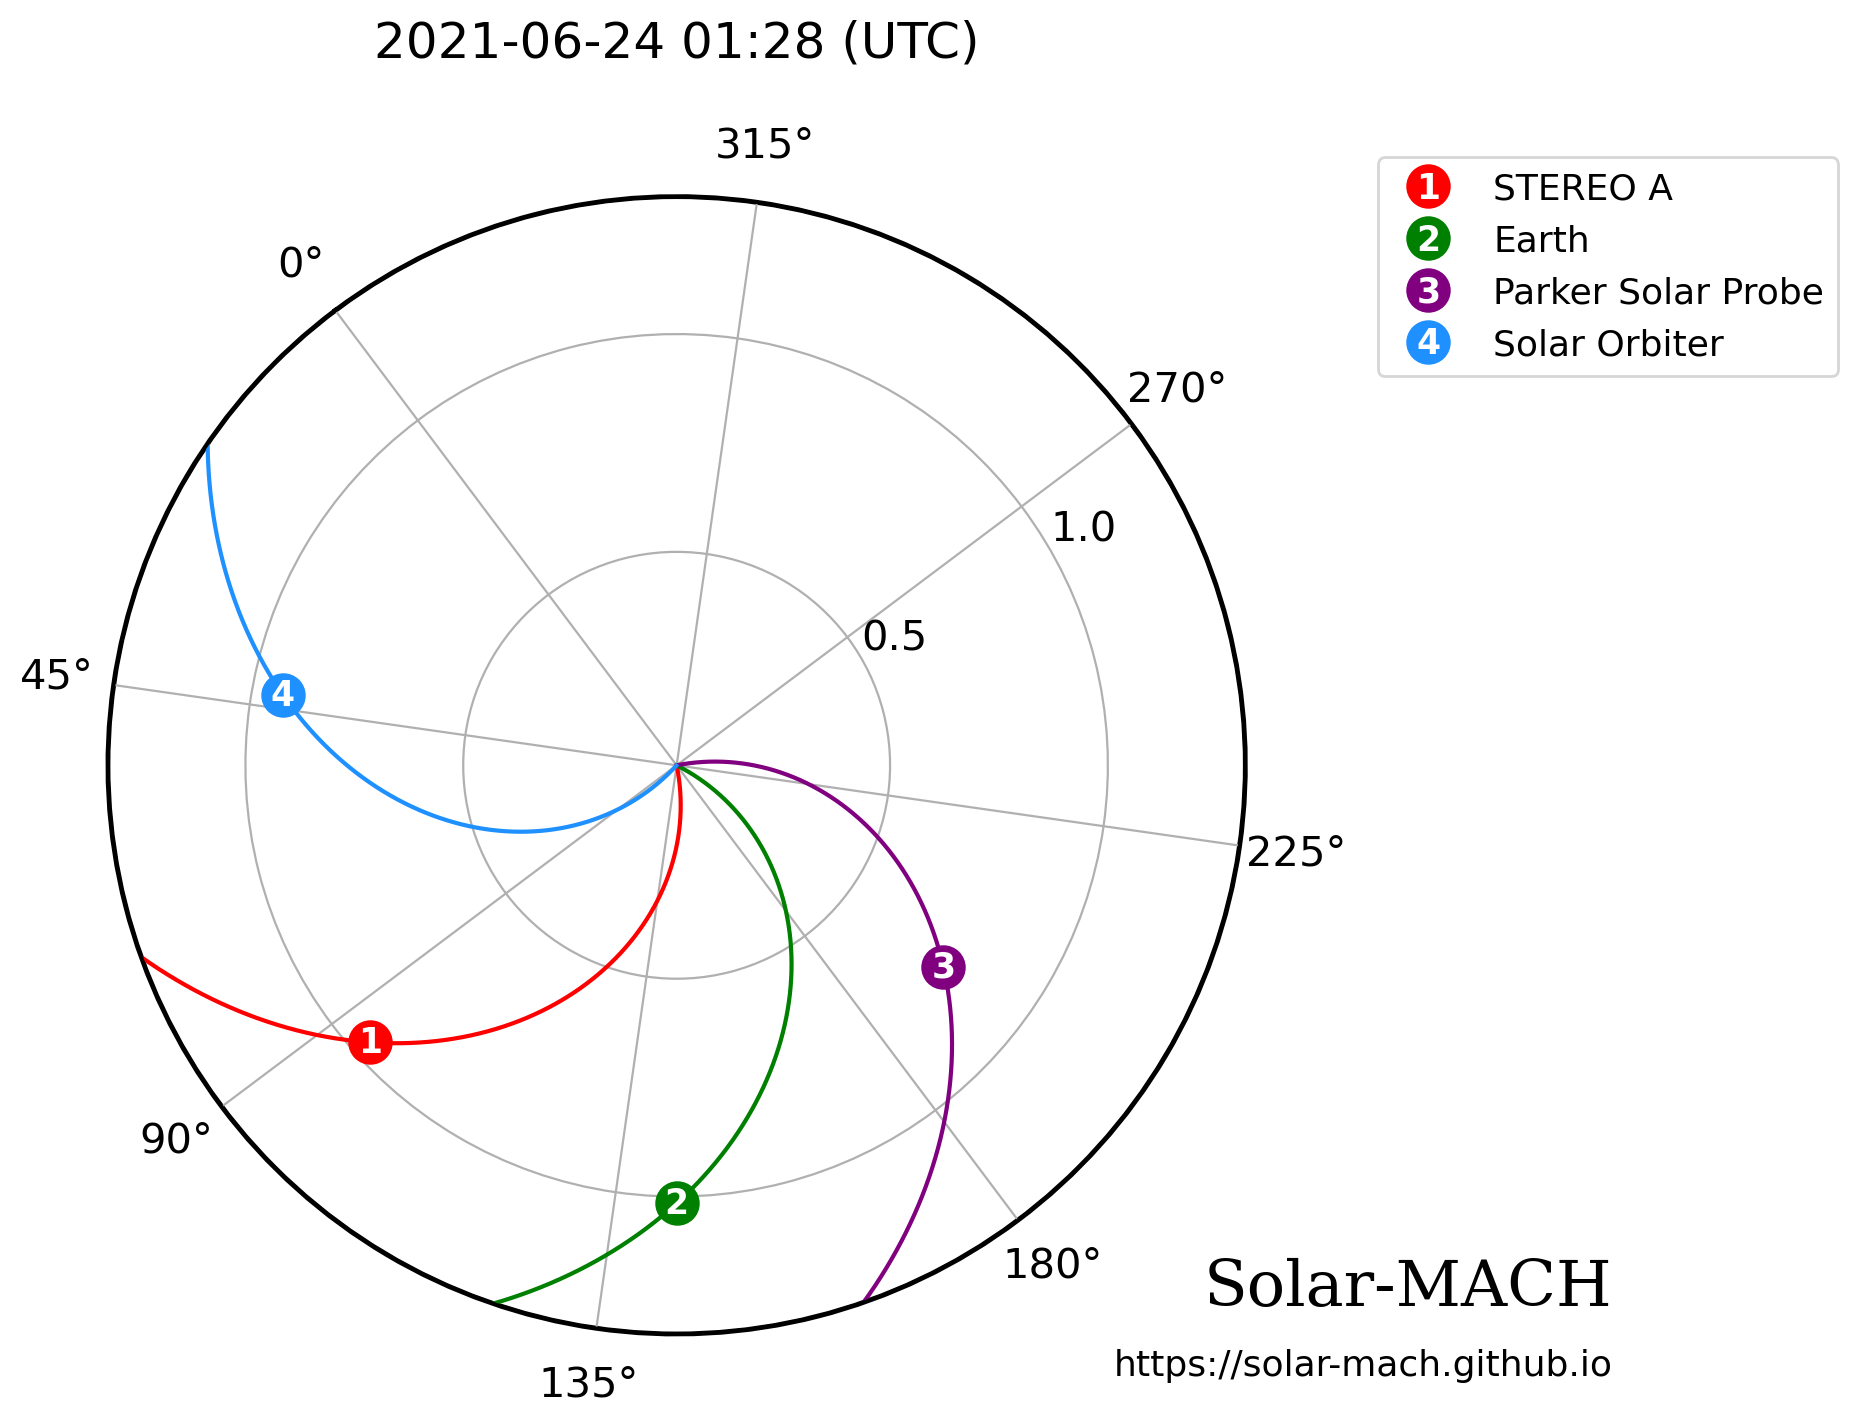 2021-06-24 01:28 (UTC)
315°
0°
270°
1.0
0.5
45°
225°
90°
180°
135°
1 STEREO A
2 Earth
3 Parker Solar Probe
4 Solar Orbiter
4
3
1
2
Solar-MACH
https://solar-mach.github.io